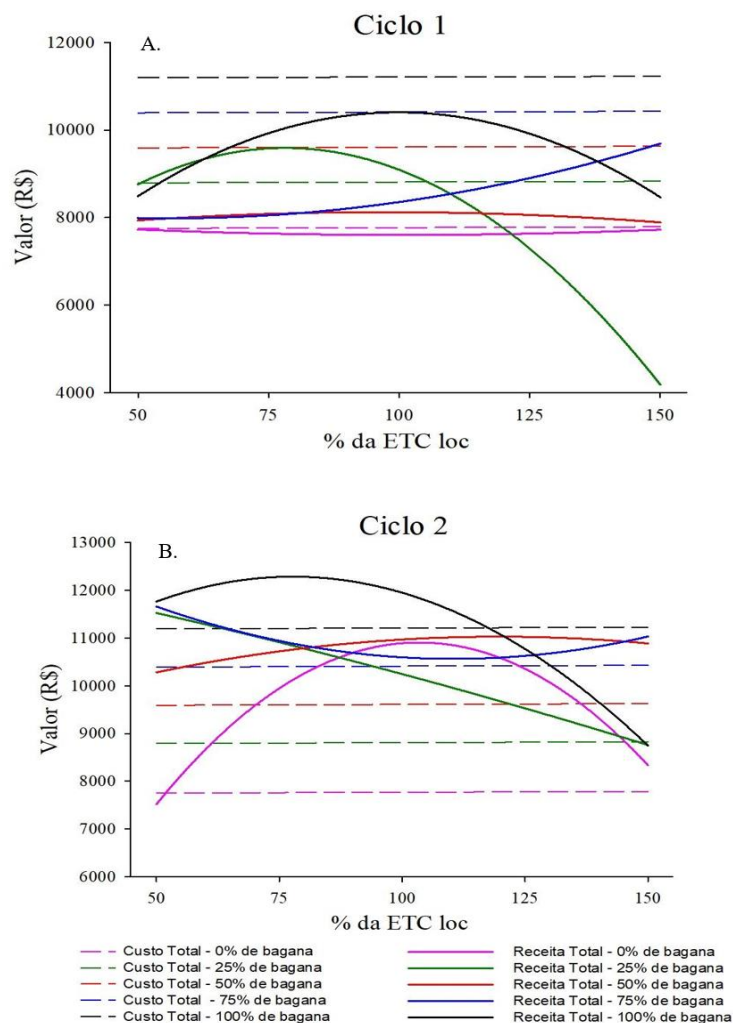 Ciclo 1
A.
12000
10000
8000
6000
4000
Valor (R$)
50 75 100 125 150
% da ETC loc
Ciclo 2
B.
13000
12000
11000
10000
9000
8000
7000
6000
Valor (R$)
50 75 100 125 150
% da ETC loc
Custo Total - 0% de bagana
Custo Total - 25% de bagana
Custo Total - 50% de bagana
Custo Total - 75% de bagana
Custo Total - 100% de bagana
Receita Total - 0% de bagana
Receita Total - 25% de bagana
Receita Total - 50% de bagana
Receita Total - 75% de bagana
Receita Total - 100% de bagana